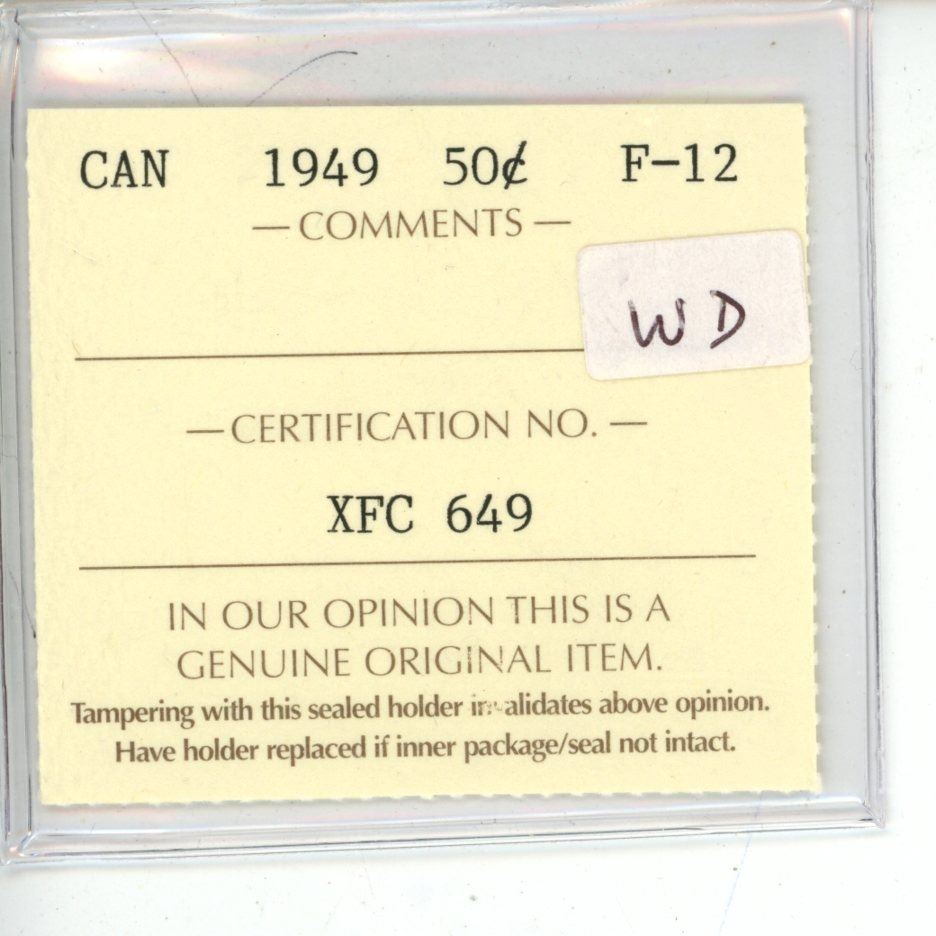 CAN 1949 50¢ F-12
— COMMENTS —
WD
— CERTIFICATION NO. —
XFC 649
IN OUR OPINION THIS IS A
GENUINE ORIGINAL ITEM.
Tampering with this sealed holder invalidates above opinion.
Have holder replaced if inner package/seal not intact.